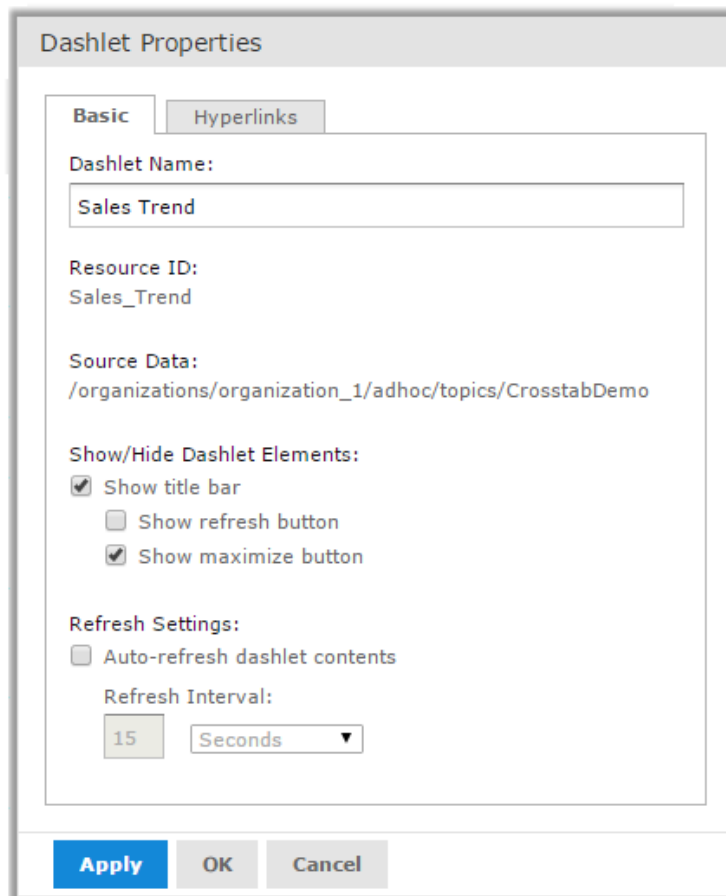 Dashlet Properties
Basic Hyperlinks
Dashlet Name:
Sales Trend
Resource ID:
Sales_Trend
Source Data:
/organizations/organization_1/adhoc/topics/CrosstabDemo
Show/Hide Dashlet Elements:
Show title bar
Show refresh button
Show maximize button
Refresh Settings:
Auto-refresh dashlet contents
Refresh Interval:
15 Seconds
Apply OK Cancel